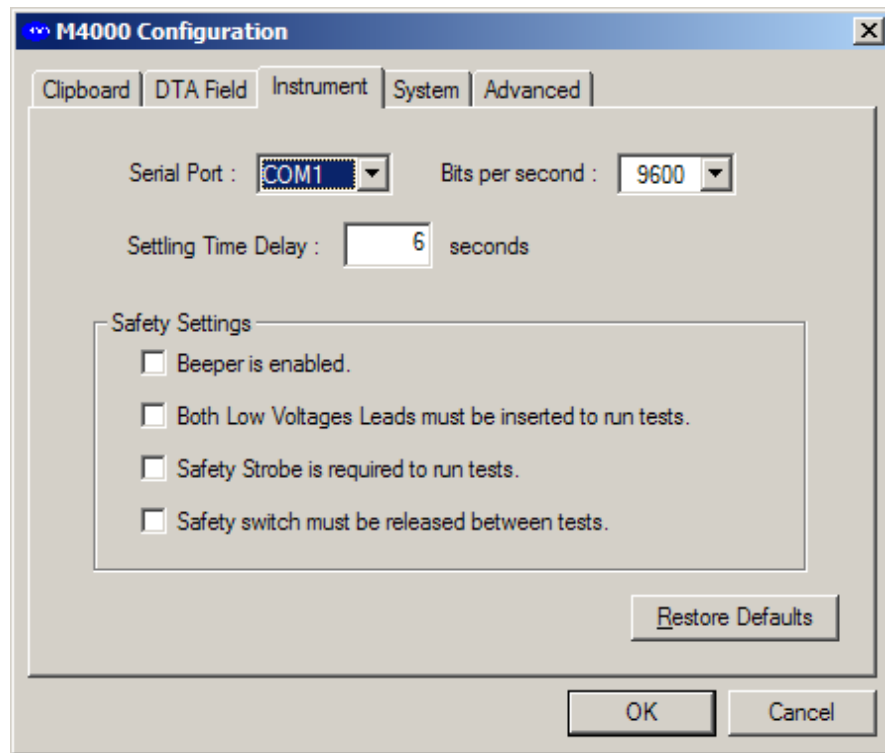 M4000 Configuration
Clipboard DTA Field Instrument System Advanced
Serial Port : COM1 Bits per second : 9600
Settling Time Delay : 6 seconds
Safety Settings
Beeper is enabled.
Both Low Voltages Leads must be inserted to run tests.
Safety Strobe is required to run tests.
Safety switch must be released between tests.
Restore Defaults
OK Cancel